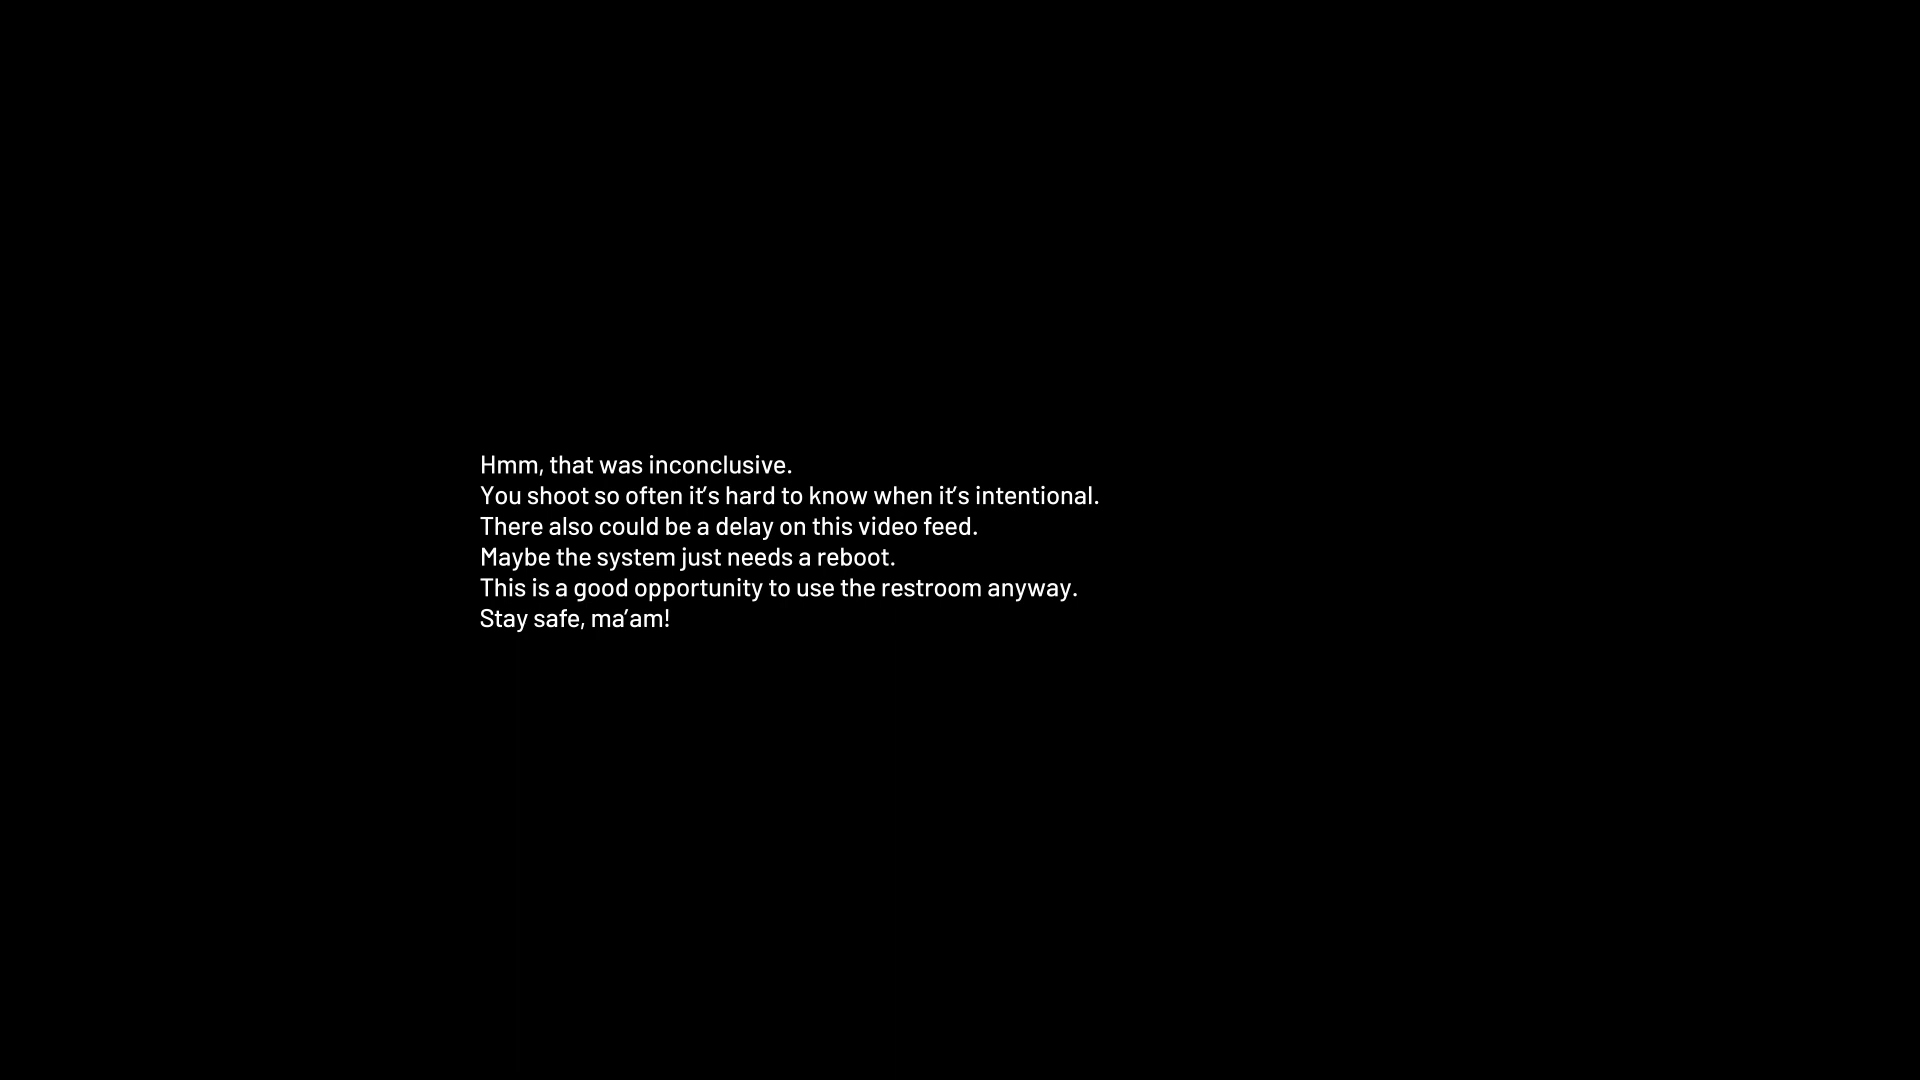 Hmm, that was inconclusive.
You shoot so often it’s hard to know when it’s intentional.
There also could be a delay on this video feed.
Maybe the system just needs a reboot.
This is a good opportunity to use the restroom anyway.
Stay safe, ma’am!